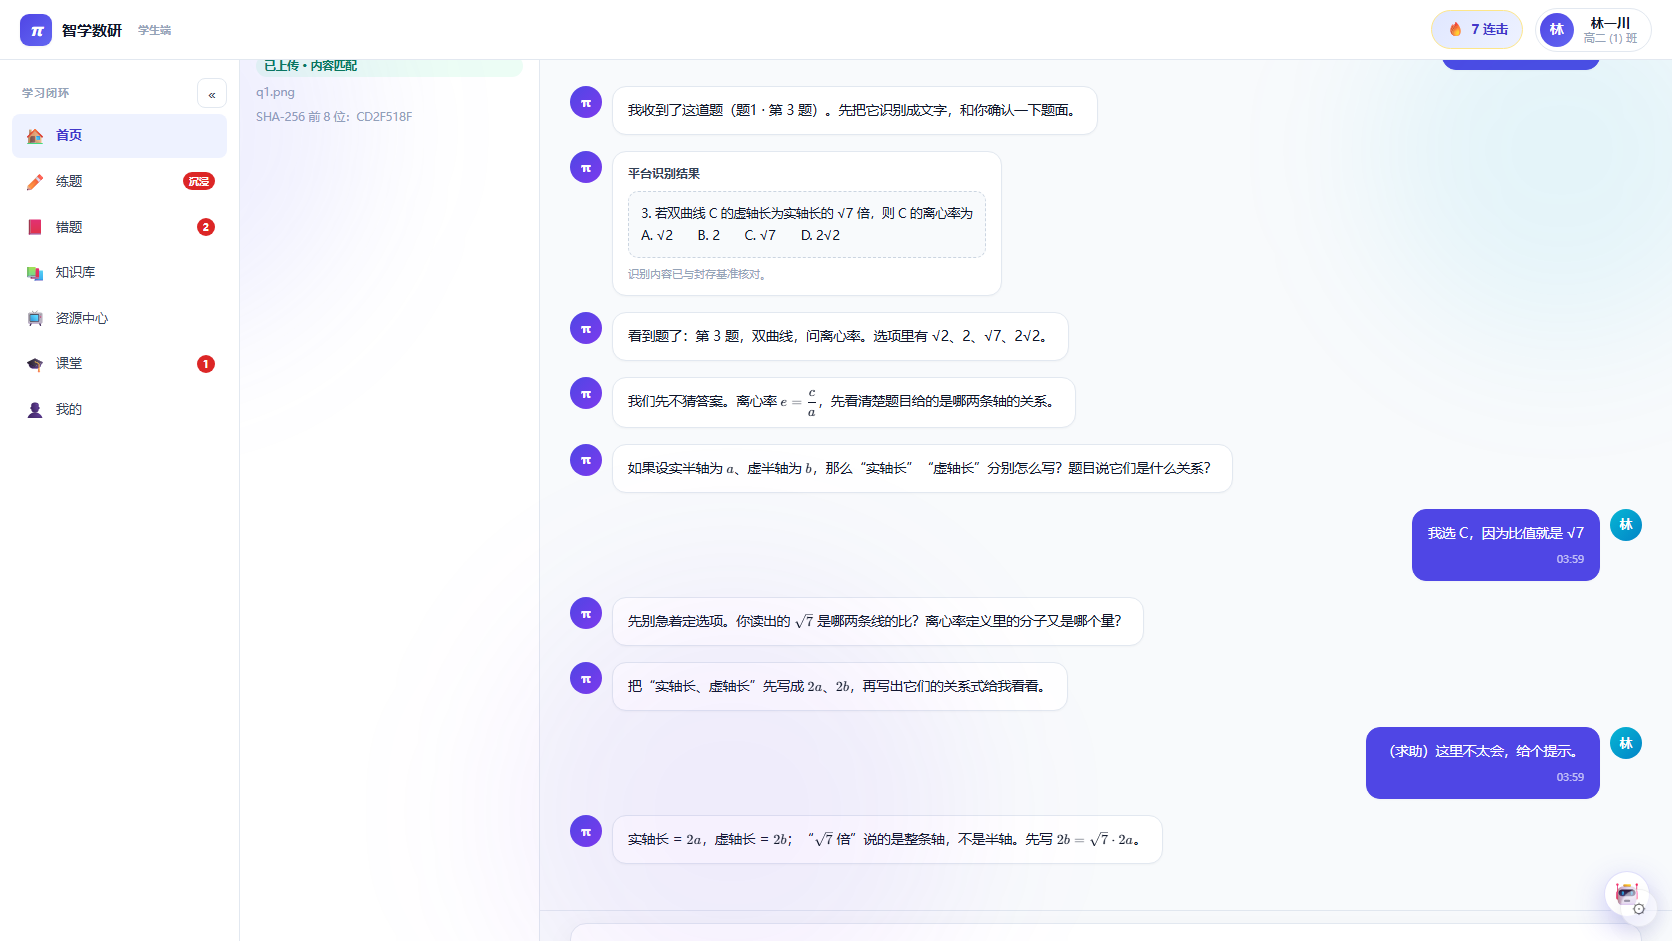 π 智学数研 学生端
7 连击
林 林一川
高二 (1) 班
学习闭环 «
首页
练题 沉浸
错题 2
知识库
资源中心
课堂 1
我的
已上传 • 内容匹配
q1.png
SHA-256 前 8 位：CD2F518F
π 我收到了这道题（题1 · 第 3 题）。先把它识别成文字，和你确认一下题面。
π 平台识别结果
3. 若双曲线 C 的虚轴长为实轴长的 √7 倍，则 C 的离心率为
A. √2 B. 2 C. √7 D. 2√2
识别内容已与封存基准核对。
π 看到题了：第 3 题，双曲线，问离心率。选项里有 √2、2、√7、2√2。
π 我们先不猜答案。离心率 e = c/a，先看清楚题目给的是哪两条轴的关系。
π 如果设实半轴为 a、虚半轴为 b，那么“实轴长”“虚轴长”分别怎么写？题目说它们是什么关系？
我选 C，因为比值就是 √7 林
03:59
π 先别急着定选项。你读出的 √7 是哪两条线的比？离心率定义里的分子又是哪个量？
π 把“实轴长、虚轴长”先写成 2a、2b，再写出它们的关系式给我看看。
（求助）这里不太会，给个提示。 林
03:59
π 实轴长 = 2a，虚轴长 = 2b；“√7 倍”说的是整条轴，不是半轴。先写 2b = √7 · 2a。